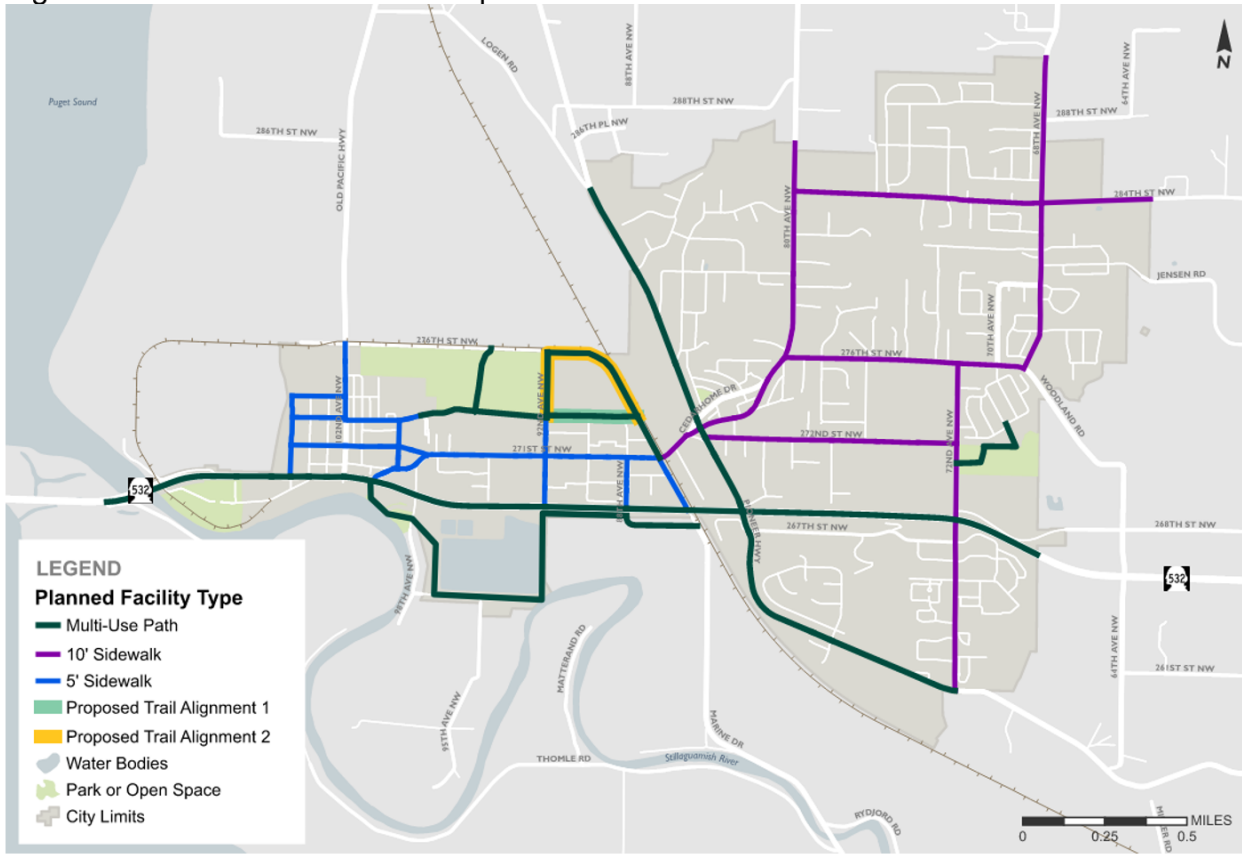 N
LOGEN RD
88TH AVE NW
64TH AVE NW
Puget Sound
288TH ST NW
288TH ST NW
286TH PL NW
286TH ST NW
68TH AVE NW
OLD PACIFIC HWY
284TH ST NW
80TH AVE NW
JENSEN RD
70TH AVE NW
276TH ST NW
276TH ST NW
92ND AVE NW
102ND AVE NW
CEDARHOME DR
WOODLAND RD
272ND ST NW
72ND AVE NW
271ST ST NW
532
88TH AVE NW
PIONEER HWY
267TH ST NW
268TH ST NW
532
98TH AVE NW
LEGEND
Planned Facility Type
Multi-Use Path
10' Sidewalk
5' Sidewalk
Proposed Trail Alignment 1
Proposed Trail Alignment 2
Water Bodies
Park or Open Space
City Limits
MATTERAND RD
64TH AVE NW
261ST ST NW
95TH AVE NW
MARINE DR
THOMLE RD
Stillaguamish River
RYDJORD RD
MILES
0 0.25 0.5